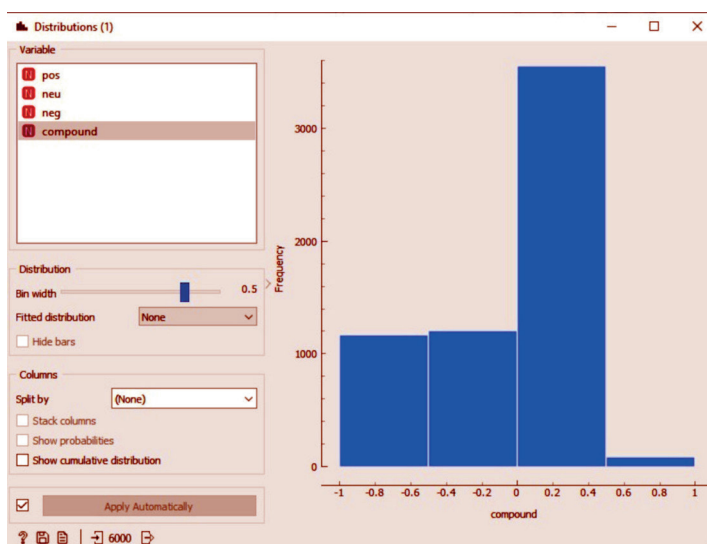 Distributions (1)
Variable
pos
neu
neg
compound
Distribution
Bin width 0.5
Fitted distribution None
Hide bars
Columns
Split by (None)
Stack columns
Show probabilities
Show cumulative distribution
Apply Automatically
? 6000
3000
2000
1000
0
Frequency
-1 -0.8 -0.6 -0.4 -0.2 0 0.2 0.4 0.6 0.8 1
compound